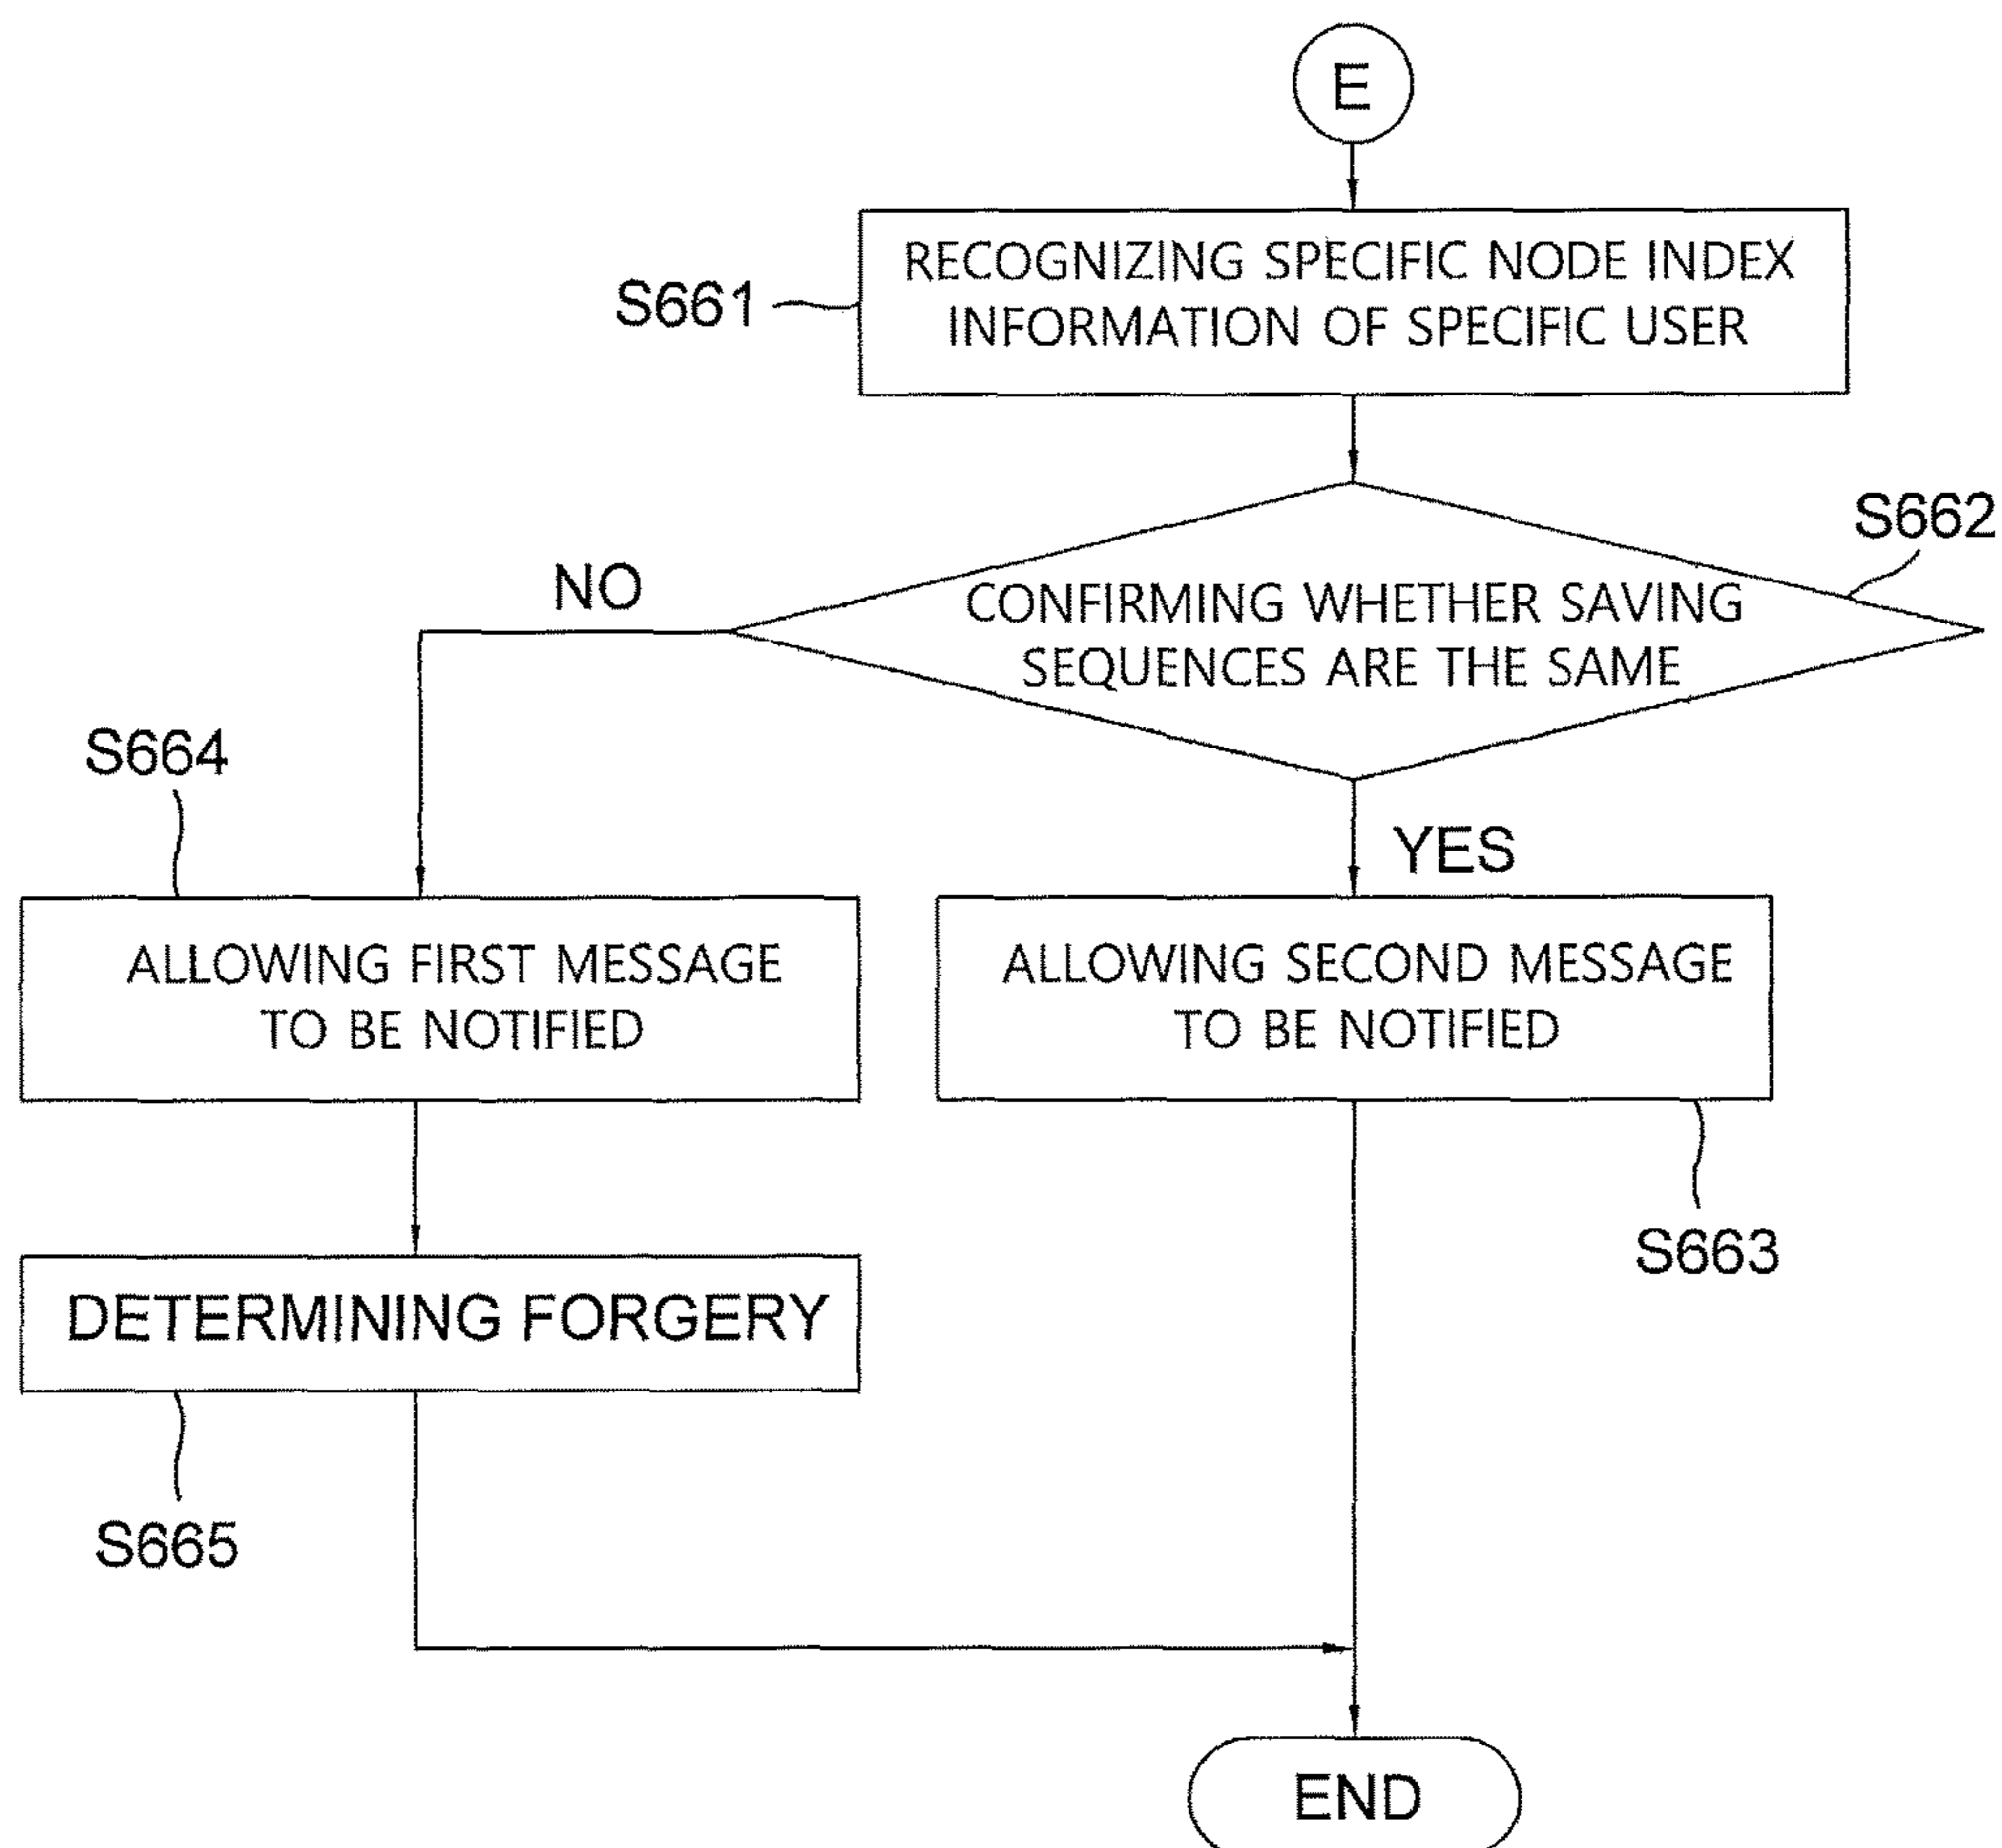 E
RECOGNIZING SPECIFIC NODE INDEX
INFORMATION OF SPECIFIC USER
S661
S662
CONFIRMING WHETHER SAVING
SEQUENCES ARE THE SAME
NO
YES
S664
ALLOWING FIRST MESSAGE
TO BE NOTIFIED
ALLOWING SECOND MESSAGE
TO BE NOTIFIED
S663
DETERMINING FORGERY
S665
END